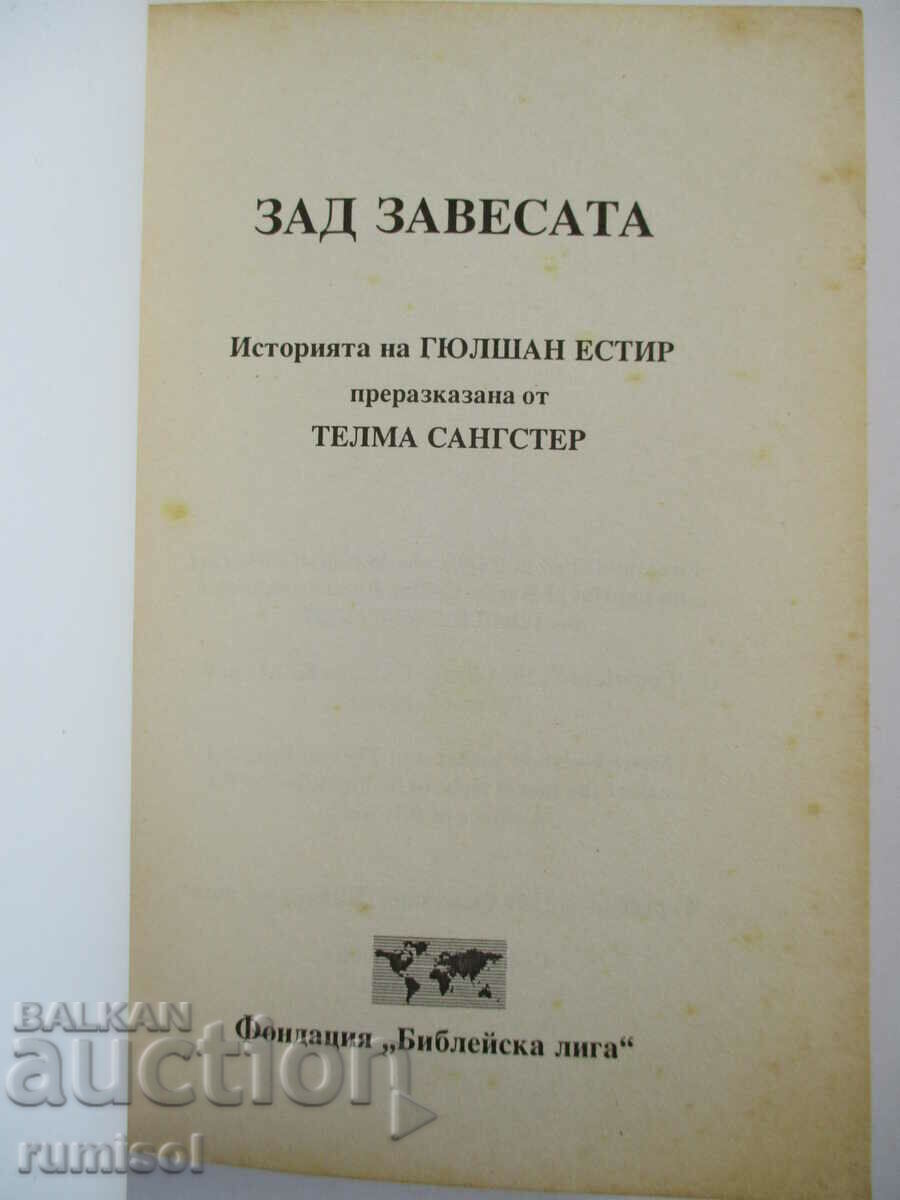 ЗАД ЗАВЕСАТА
Историята на ГЮЛШАН ЕСТИР
преразказана от
ТЕЛМА САНГСТЕР
Фондация „Библейска лига“
BALKAN
auction
rumisol